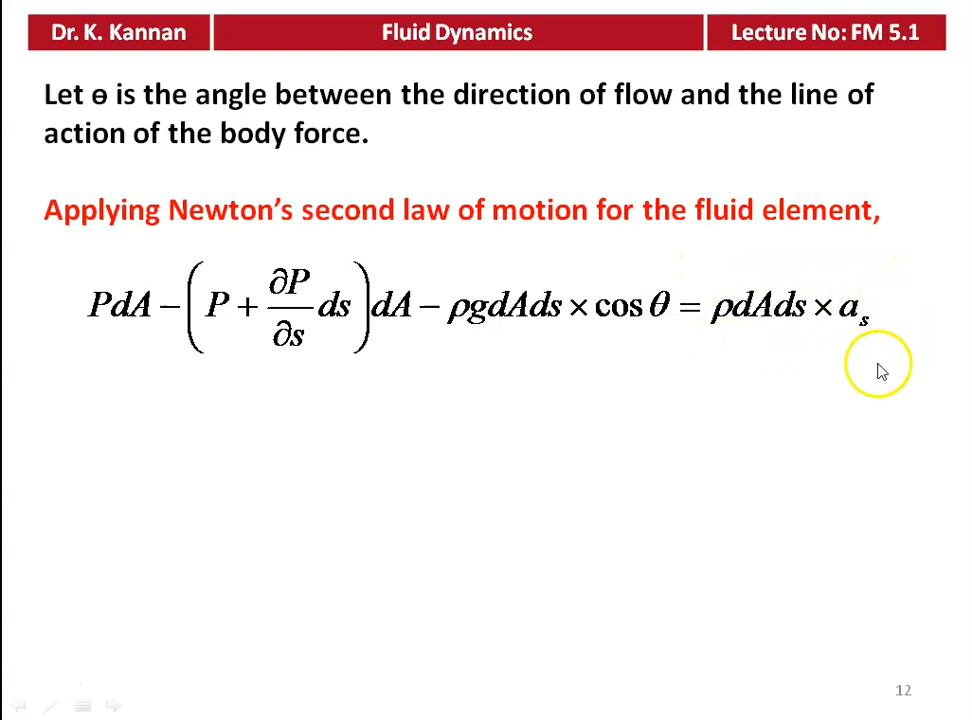 Dr. K. Kannan
Fluid Dynamics
Lecture No: FM 5.1
Let ɵ is the angle between the direction of flow and the line of
action of the body force.
Applying Newton’s second law of motion for the fluid element,
PdA − (P + ∂P/∂s ds)dA − ρgdAds × cos θ = ρdAds × aₛ
12